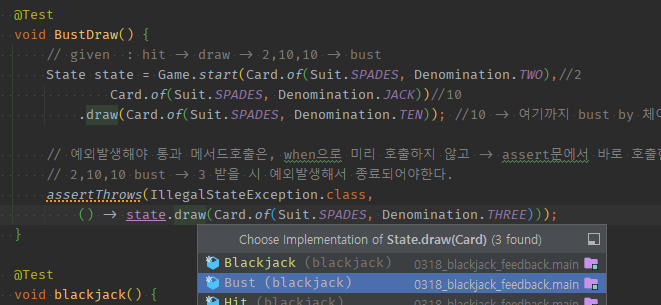 @Test
void BustDraw() {
// given : hit → draw → 2,10,10 → bust
State state = Game.start(Card.of(Suit.SPADES, Denomination.TWO),//2
Card.of(Suit.SPADES, Denomination.JACK))//10
.draw(Card.of(Suit.SPADES, Denomination.TEN)); //10 → 여기까지 bust by 체이
// 예외발생해야 통과 메서드호출은, when으로 미리 호출하지 않고 → assert문에서 바로 호출한
// 2,10,10 bust → 3 받을 시 예외발생해서 종료되어야한다.
assertThrows(IllegalStateException.class,
() → state.draw(Card.of(Suit.SPADES, Denomination.THREE)));
}
Choose Implementation of State.draw(Card) (3 found)
Blackjack (blackjack) 0318_blackjack_feedback.main
Bust (blackjack) 0318_blackjack_feedback.main
Hit (blackjack) 0318_blackjack_feedback.main
@Test
void blackjack() {